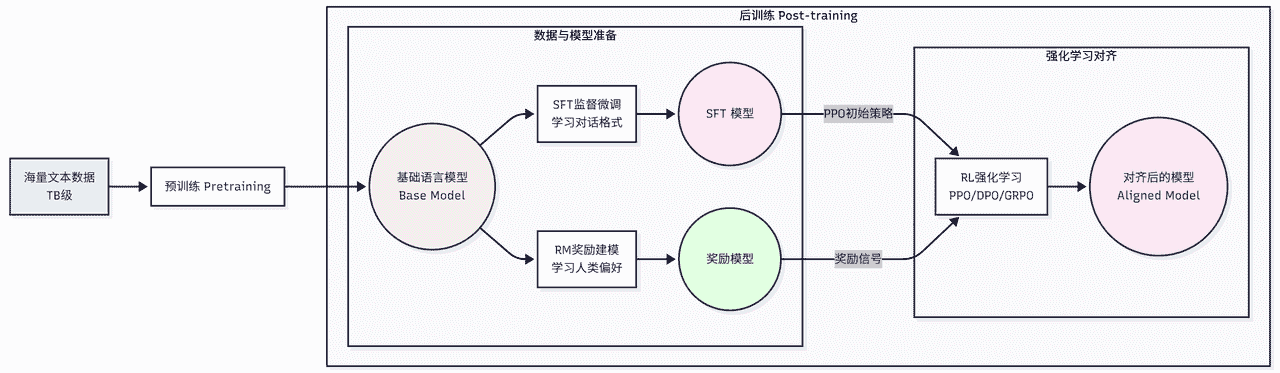 后训练 Post-training
数据与模型准备
强化学习对齐
海量文本数据
TB级
预训练 Pretraining
基础语言模型
Base Model
SFT监督微调
学习对话格式
SFT 模型
PPO初始策略
RM奖励建模
学习人类偏好
奖励模型
奖励信号
RL强化学习
PPO/DPO/GRPO
对齐后的模型
Aligned Model